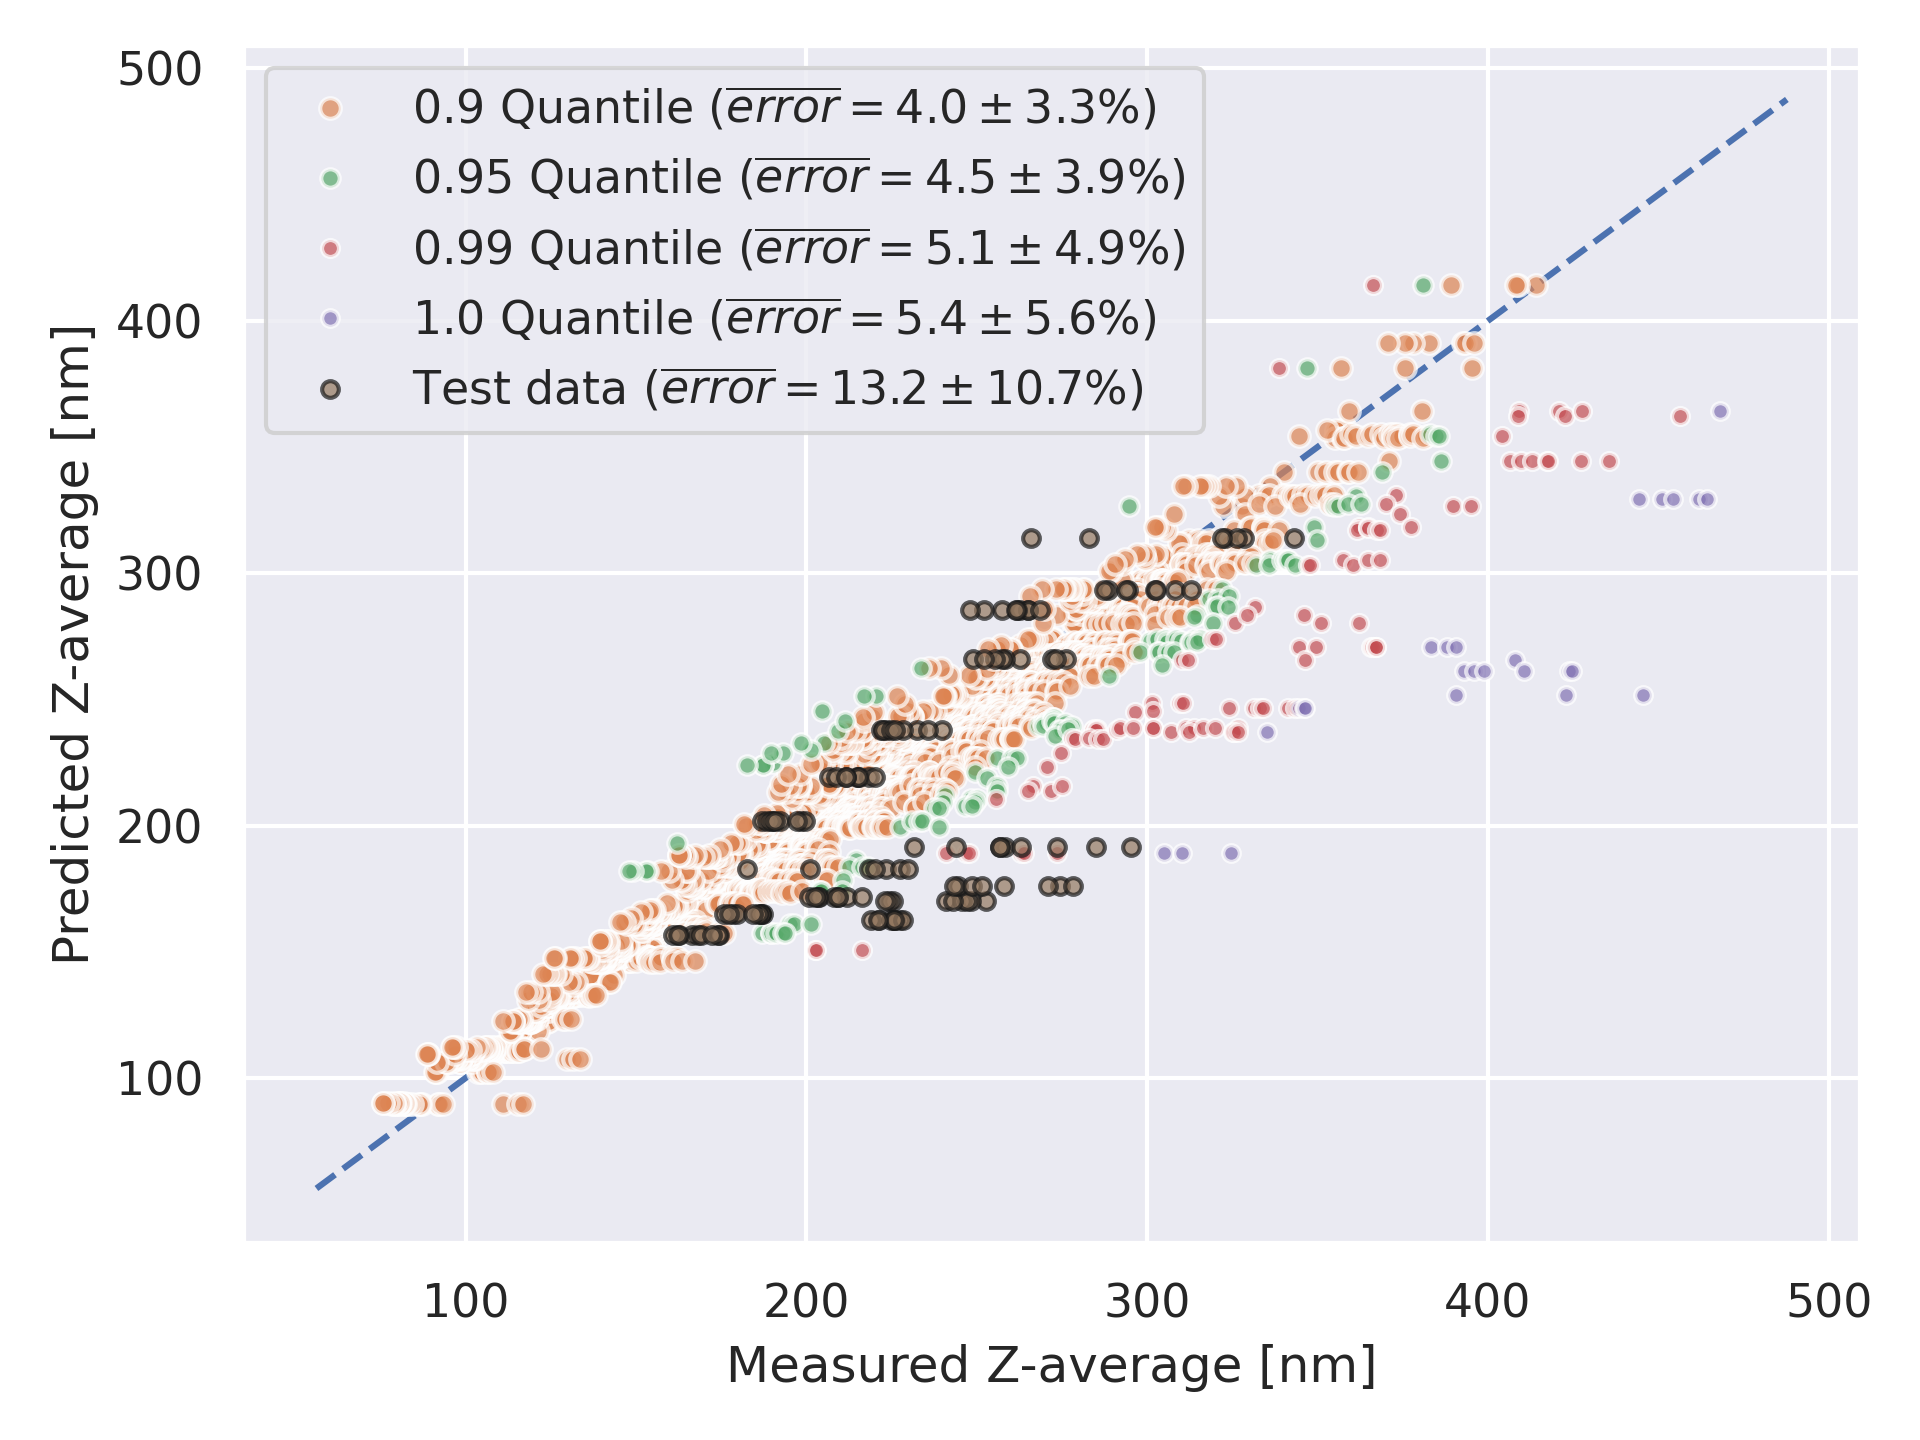 500
400
300
200
100
Predicted Z-average [nm]
0.9 Quantile (error = 4.0 ± 3.3%)
0.95 Quantile (error = 4.5 ± 3.9%)
0.99 Quantile (error = 5.1 ± 4.9%)
1.0 Quantile (error = 5.4 ± 5.6%)
Test data (error = 13.2 ± 10.7%)
100 200 300 400 500
Measured Z-average [nm]